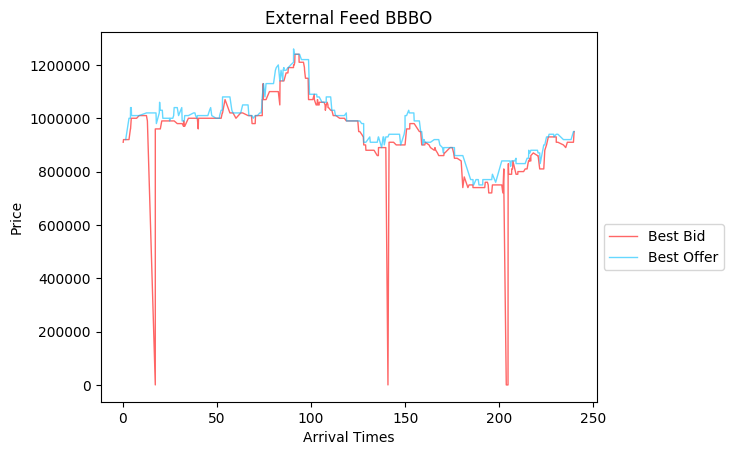 External Feed BBBO
Price
1200000
1000000
800000
600000
400000
200000
0
0 50 100 150 200 250
Arrival Times
Best Bid
Best Offer